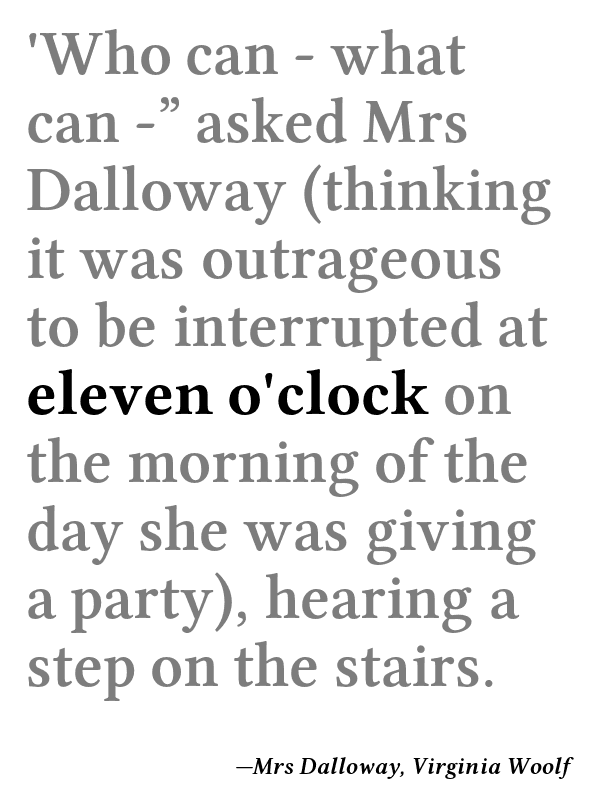 'Who can - what
can -” asked Mrs
Dalloway (thinking
it was outrageous
to be interrupted at
eleven o'clock on
the morning of the
day she was giving
a party), hearing a
step on the stairs.
—Mrs Dalloway, Virginia Woolf